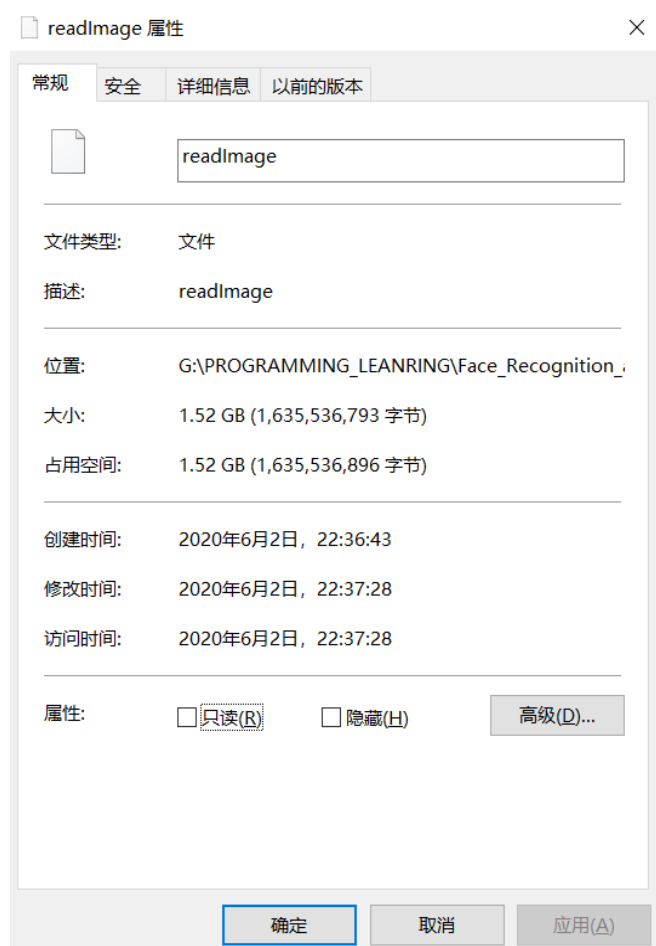 readImage 属性
常规 安全 详细信息 以前的版本
readImage
文件类型: 文件
描述: readImage
位置: G:\PROGRAMMING_LEANRING\Face_Recognition_
大小: 1.52 GB (1,635,536,793 字节)
占用空间: 1.52 GB (1,635,536,896 字节)
创建时间: 2020年6月2日，22:36:43
修改时间: 2020年6月2日，22:37:28
访问时间: 2020年6月2日，22:37:28
属性: 只读(R) 隐藏(H) 高级(D)...
确定 取消 应用(A)